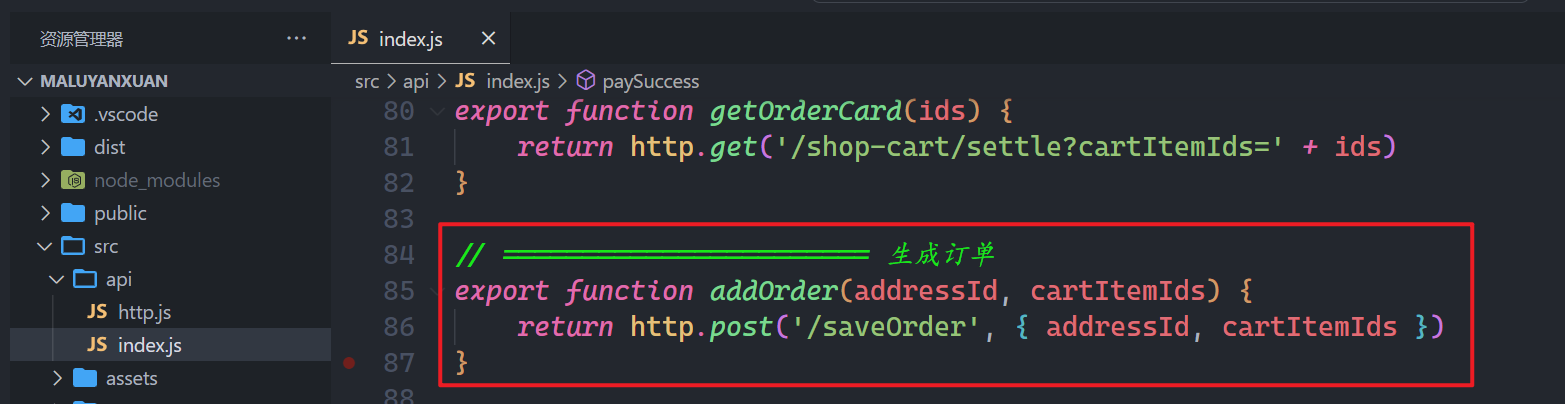 资源管理器 ···
JS index.js ×
MALUYANXUAN
src > api > JS index.js > paySuccess
.vscode
dist
node_modules
public
src
api
JS http.js
JS index.js
assets
80 export function getOrderCard(ids) {
81 return http.get('/shop-cart/settle?cartItemIds=' + ids)
82 }
83
84 // ======================== 生成订单
85 export function addOrder(addressId, cartItemIds) {
86 return http.post('/saveOrder', { addressId, cartItemIds })
87 }
88